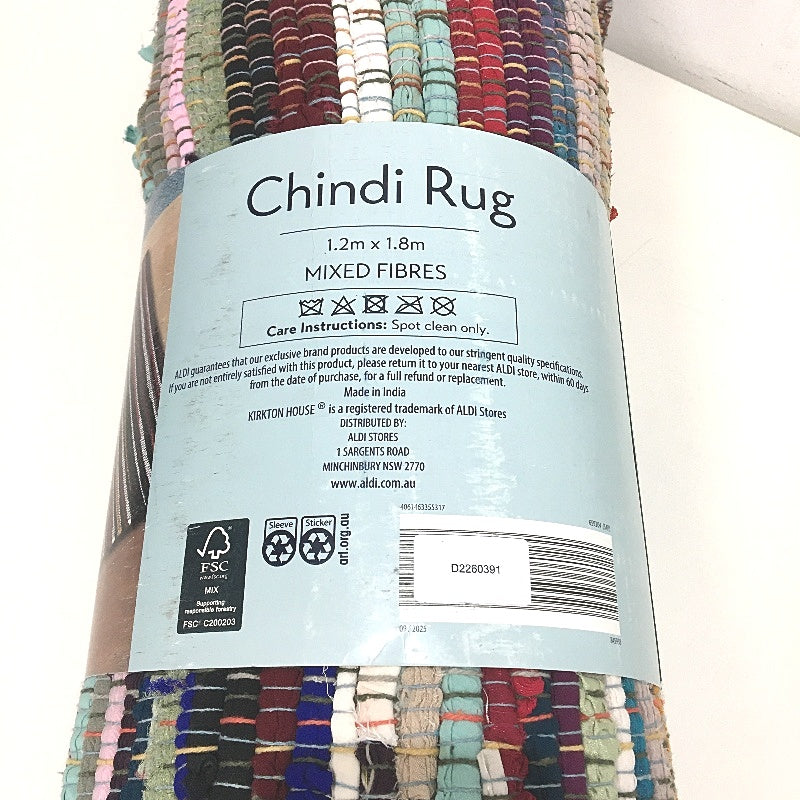 Chindi Rug
1.2m x 1.8m
MIXED FIBRES
Care Instructions: Spot clean only.
ALDI guarantees that our exclusive brand products are developed to our stringent quality specifications.
If you are not entirely satisfied with this product, please return it to your nearest ALDI store, within 60 days
from the date of purchase, for a full refund or replacement.
Made in India
KIRKTON HOUSE ® is a registered trademark of ALDI Stores
DISTRIBUTED BY:
ALDI STORES
1 SARGENTS ROAD
MINCHINBURY NSW 2770
www.aldi.com.au
FSC
www.fsc.org
MIX
Supporting
responsible forestry
FSC® C200203
Sleeve Sticker
arl.org.au
4061463355317
D2260391
2025